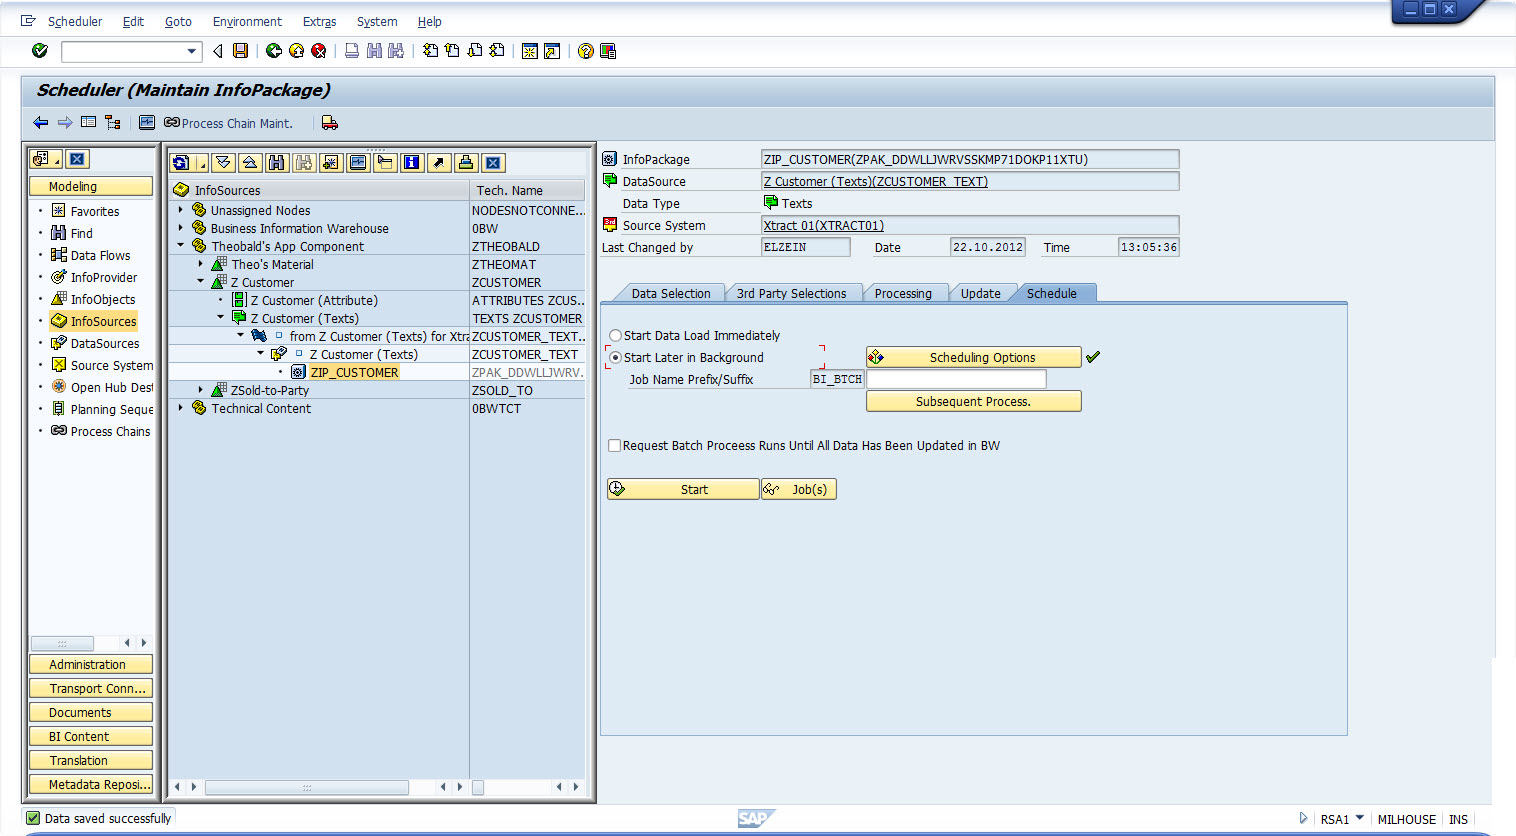 Scheduler Edit Goto Environment Extras System Help
Scheduler (Maintain InfoPackage)
Process Chain Maint.
Modeling
Favorites
Find
Data Flows
InfoProvider
InfoObjects
InfoSources
DataSources
Source System
Open Hub Dest
Planning Seque
Process Chains
Administration
Transport Conn...
Documents
BI Content
Translation
Metadata Reposi...
InfoSources Tech. Name
Unassigned Nodes NODESNOTCONNE...
Business Information Warehouse 0BW
Theobald's App Component ZTHEOBALD
Theo's Material ZTHEOMAT
Z Customer ZCUSTOMER
Z Customer (Attribute) ATTRIBUTES ZCUS...
Z Customer (Texts) TEXTS ZCUSTOMER
from Z Customer (Texts) for Xtra ZCUSTOMER_TEXT...
Z Customer (Texts) ZCUSTOMER_TEXT
ZIP_CUSTOMER ZPAK_DDWLLJWRV...
ZSold-to-Party ZSOLD_TO
Technical Content 0BWTCT
InfoPackage ZIP_CUSTOMER(ZPAK_DDWLLJWRVSSKMP71DOKP11XTU)
DataSource Z Customer (Texts)(ZCUSTOMER_TEXT)
Data Type Texts
3rd Source System Xtract 01(XTRACT01)
Last Changed by ELZEIN Date 22.10.2012 Time 13:05:36
Data Selection 3rd Party Selections Processing Update Schedule
Start Data Load Immediately
Start Later in Background Scheduling Options
Job Name Prefix/Suffix BI_BTCH
Subsequent Process.
Request Batch Proceess Runs Until All Data Has Been Updated in BW
Start Job(s)
Data saved successfully
SAP
RSA1 MILHOUSE INS